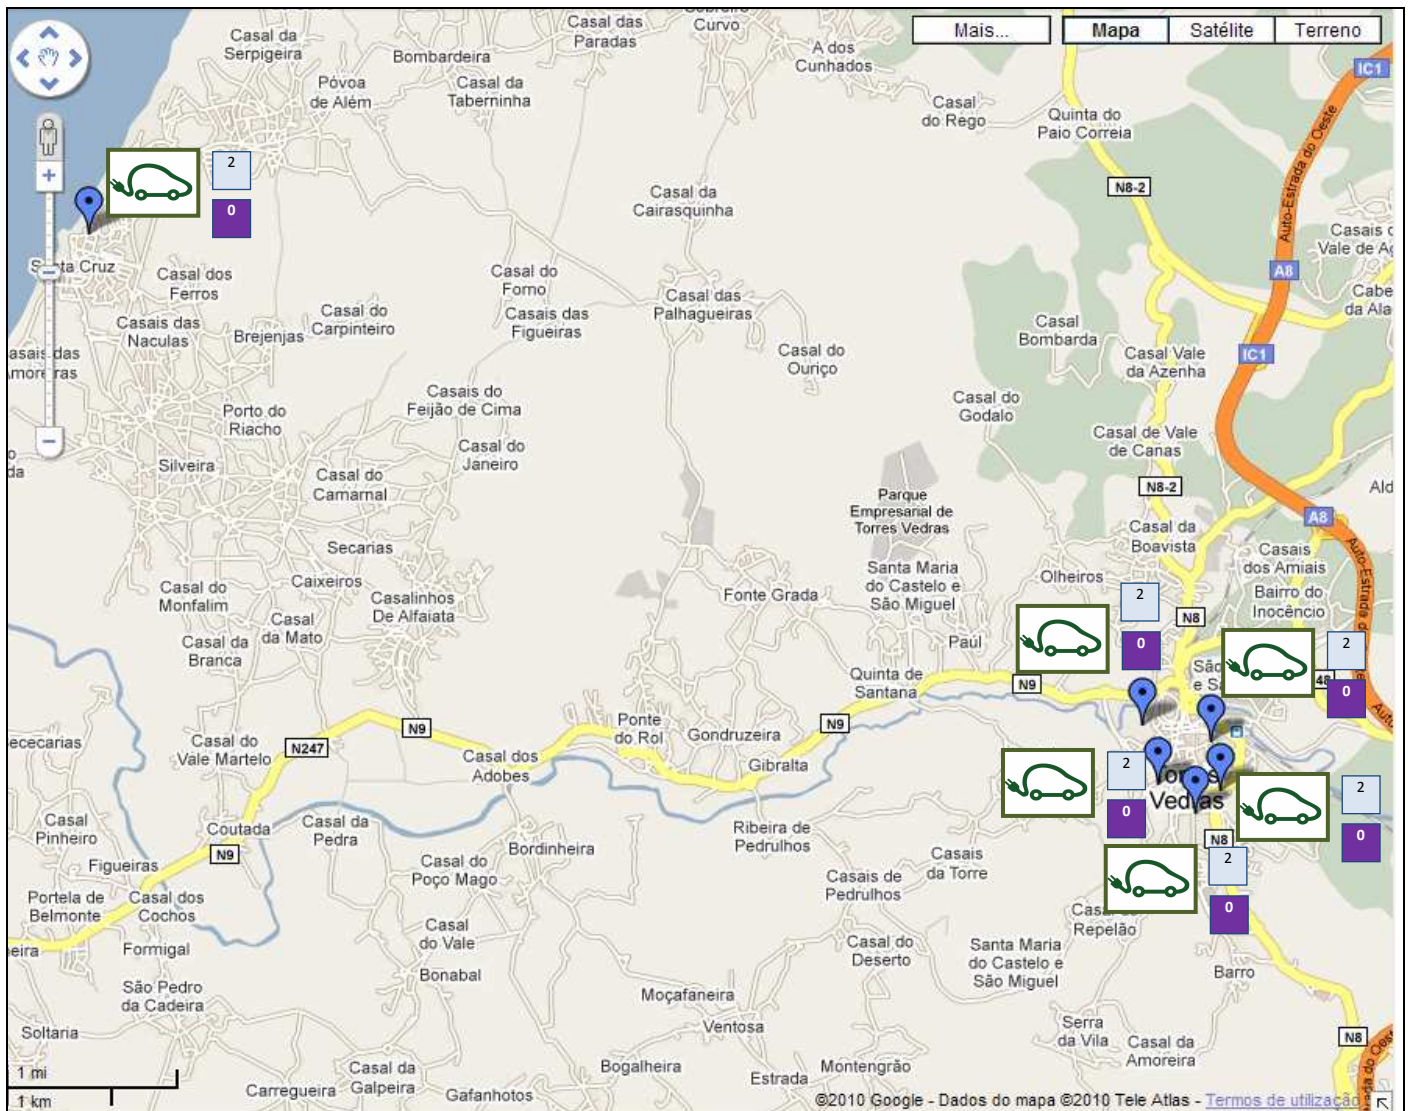 Casal da
Serpigeira
Bombardeira
Casal das
Paradas
Sobreiro
Curvo
Mais...
Mapa
Satélite
Terreno
A dos
Cunhados
IC1
Póvoa
de Além
Casal da
Taberninha
Casal
do Rego
Quinta do
Paio Correia
Auto-Estrada do Oeste
2
0
N8-2
Casal da
Cairasquinha
Casais
Vale de
Santa Cruz
Casal dos
Ferros
Casal do
Forno
A8
Casal das
Palhagueiras
Casal do
Carpinteiro
Casais das
Figueiras
Casais das
Naculas
Brejenjas
Casal
Bombarda
IC1
Casal Vale
da Azenha
Casal do
Ouriço
asais das
Casais do
Feijão de Cima
Casal do
Godalo
Porto do
Riacho
Casal de Vale
de Canas
Casal do
Janeiro
Silveira
Casal do
Camarnal
N8-2
Ald
Parque
Empresarial de
Torres Vedras
A8
Casal da
Boavista
Secarias
Casais
dos Amiais
Santa Maria
do Castelo e
São Miguel
Olheiros
Caixeiros
Casal do
Monfalim
Casalinhos
De Alfaiata
Fonte Grada
Bairro do
Inocêncio
2
0
N8
Casal
da Mato
Paúl
Casal da
Branca
2
0
São
Quinta de
Santana
N9
48
N9
N9
Ponte
do Rol
Gondruzeira
ececarias
Casal do
Vale Martelo
N247
Casal dos
Adobes
Gibralta
2
0
Torres
Vedras
2
0
Casal
Pinheiro
Coutada
Casal da
Pedra
Ribeira de
Pedrulhos
N8
N9
Bordinheira
Figueiras
Casal do
Poço Mago
Casais
da Torre
2
0
Portela de
Belmonte
Casal dos
Cochos
Casais de
Pedrulhos
Repelão
Casal
do Vale
eira
Formigal
Casal do
Deserto
Santa Maria
do Castelo e
São Miguel
Bonabal
Barro
São Pedro
da Cadeira
Moçafaneira
Ventosa
Serra
da Vila
Soltaria
Casal da
Amoreira
N8
Bogalheira
Montengrão
Casal da
Galpeira
Estrada
1 mi
1 km
Carregueira
Gafanhotos
©2010 Google - Dados do mapa ©2010 Tele Atlas - Termos de utilização